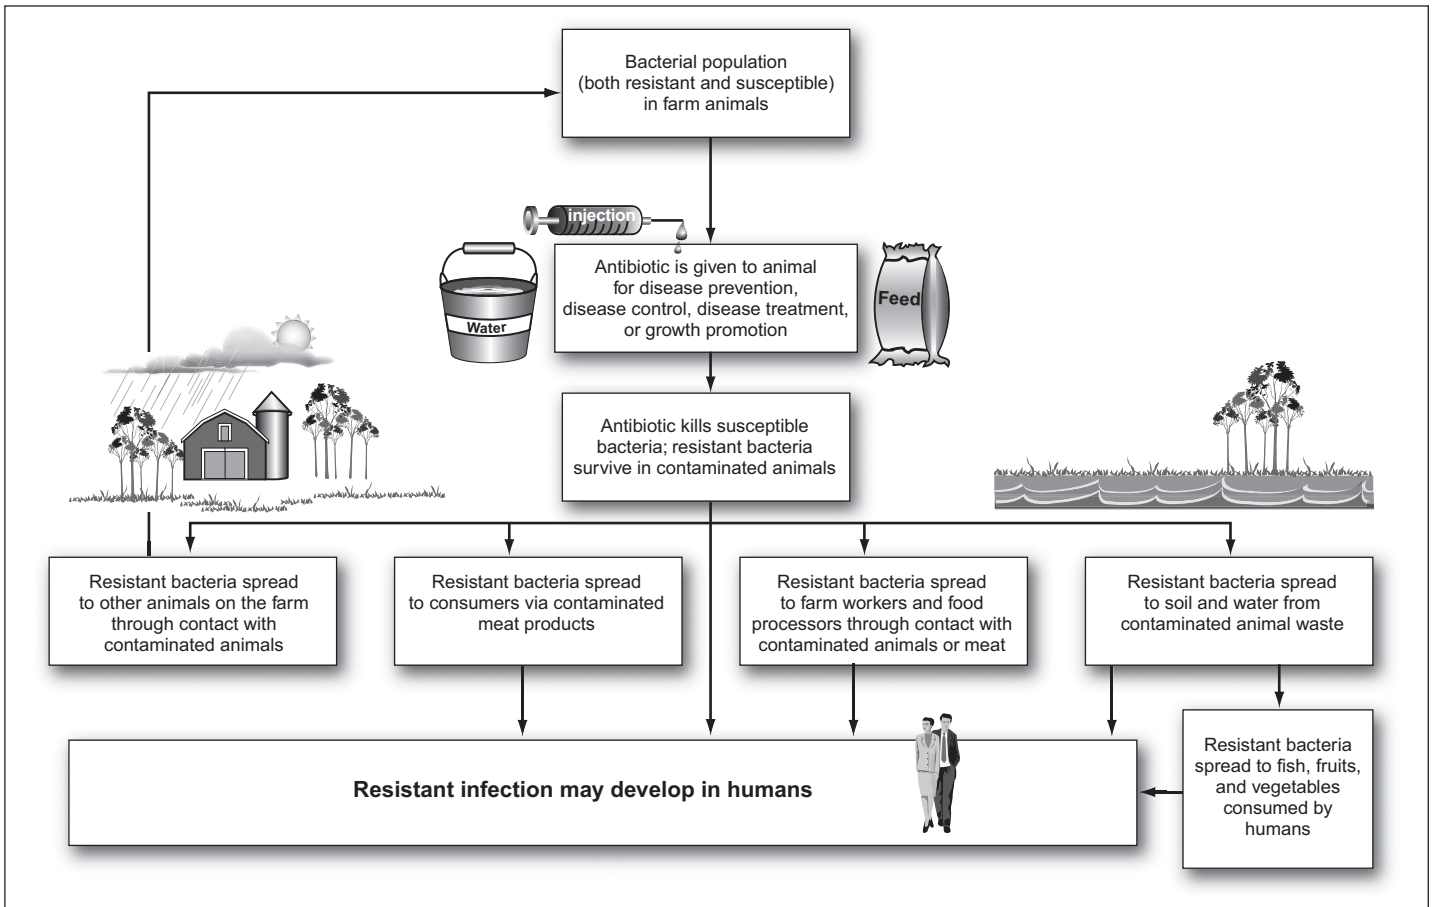 Bacterial population
(both resistant and susceptible)
in farm animals
injection
Water
Antibiotic is given to animal
for disease prevention,
disease control, disease treatment,
or growth promotion
Feed
Antibiotic kills susceptible
bacteria; resistant bacteria
survive in contaminated animals
Resistant bacteria spread
to other animals on the farm
through contact with
contaminated animals
Resistant bacteria spread
to consumers via contaminated
meat products
Resistant bacteria spread
to farm workers and food
processors through contact with
contaminated animals or meat
Resistant bacteria spread
to soil and water from
contaminated animal waste
Resistant infection may develop in humans
Resistant bacteria
spread to fish, fruits,
and vegetables
consumed by
humans